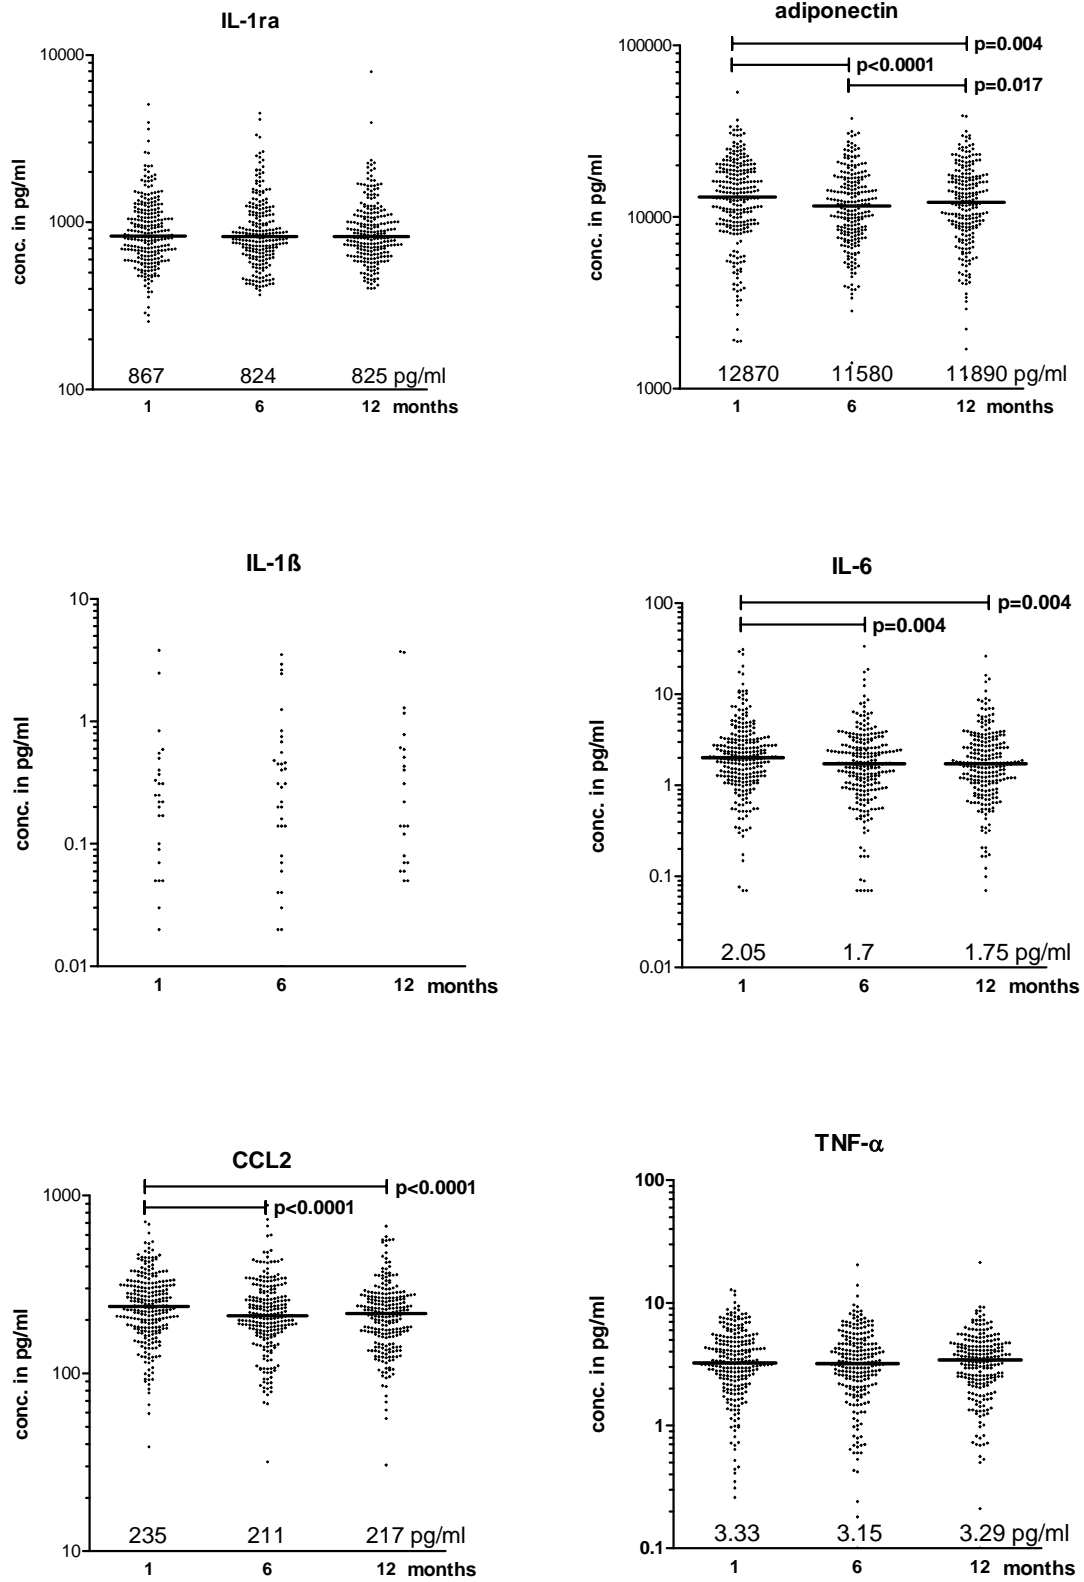 IL-1ra
10000
1000
100
conc. in pg/ml
867 824 825 pg/ml
1 6 12 months
adiponectin
100000
10000
1000
conc. in pg/ml
p=0.004
p<0.0001
p=0.017
12870 11580 11890 pg/ml
1 6 12 months
IL-1ß
10
1
0.1
0.01
conc. in pg/ml
1 6 12 months
IL-6
100
10
1
0.1
0.01
conc. in pg/ml
p=0.004
p=0.004
2.05 1.7 1.75 pg/ml
1 6 12 months
CCL2
1000
100
10
conc. in pg/ml
p<0.0001
p<0.0001
235 211 217 pg/ml
1 6 12 months
TNF-α
100
10
1
0.1
conc. in pg/ml
3.33 3.15 3.29 pg/ml
1 6 12 months